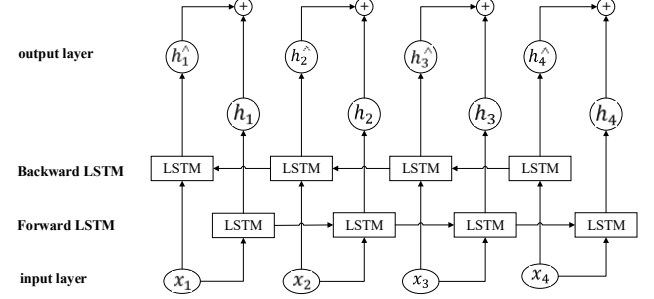 + + + +
output layer h₁^ h₂^ h₃^ h₄^
h₁ h₂ h₃ h₄
Backward LSTM LSTM LSTM LSTM LSTM
Forward LSTM LSTM LSTM LSTM LSTM
input layer x₁ x₂ x₃ x₄